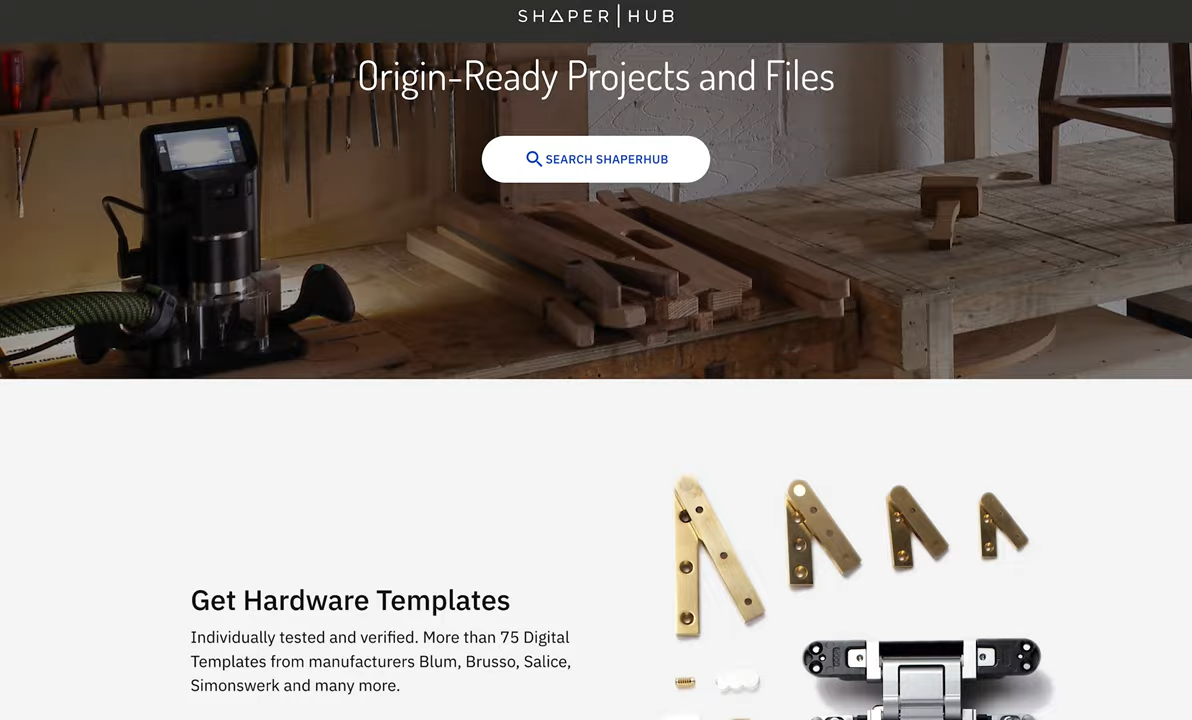 SHAPER|HUB
Origin-Ready Projects and Files
SEARCH SHAPERHUB
Get Hardware Templates
Individually tested and verified. More than 75 Digital
Templates from manufacturers Blum, Brusso, Salice,
Simonswerk and many more.